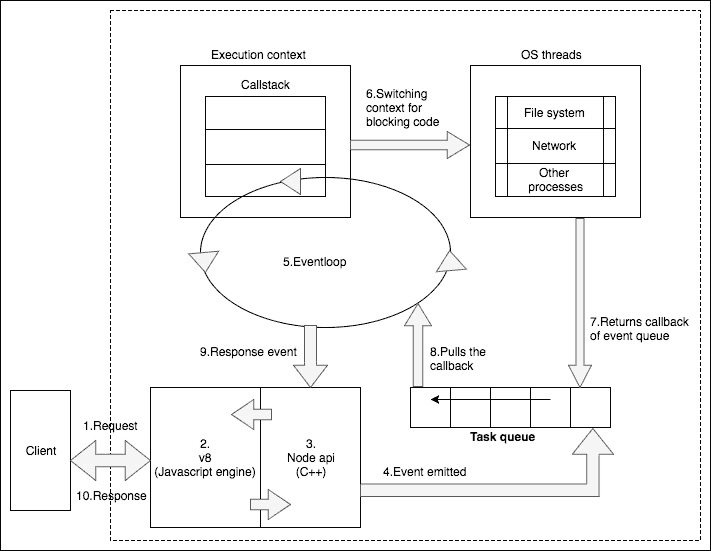 Execution context
OS threads
Callstack
6.Switching
context for
blocking code
File system
Network
Other
processes
5.Eventloop
7.Returns callback
of event queue
9.Response event
8.Pulls the
callback
Client
1.Request
10.Response
2.
v8
(Javascript engine)
3.
Node api
(C++)
Task queue
4.Event emitted